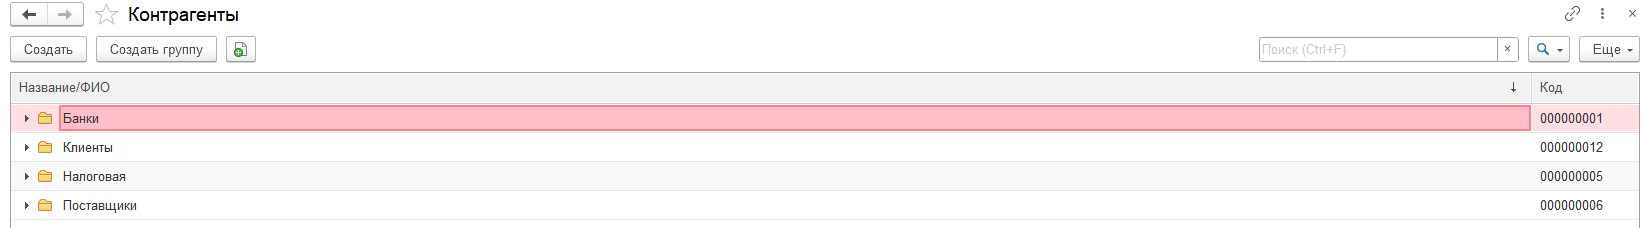 Контрагенты
Создать Создать группу Поиск (Ctrl+F) Еще
Название/ФИО Код
Банки 000000001
Клиенты 000000012
Налоговая 000000005
Поставщики 000000006